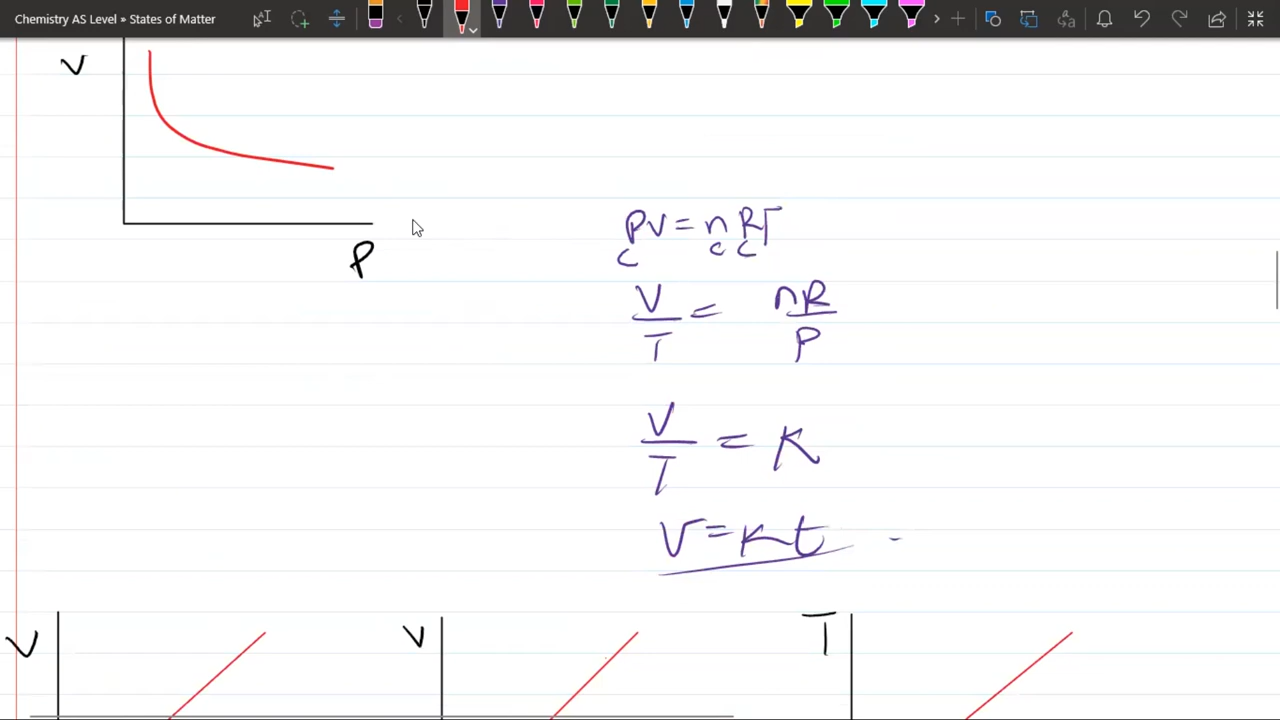 Chemistry AS Level » States of Matter
V
P
PV = nRT
C C C
V/T = nR/P
V/T = K
V = Kt
V
V
T